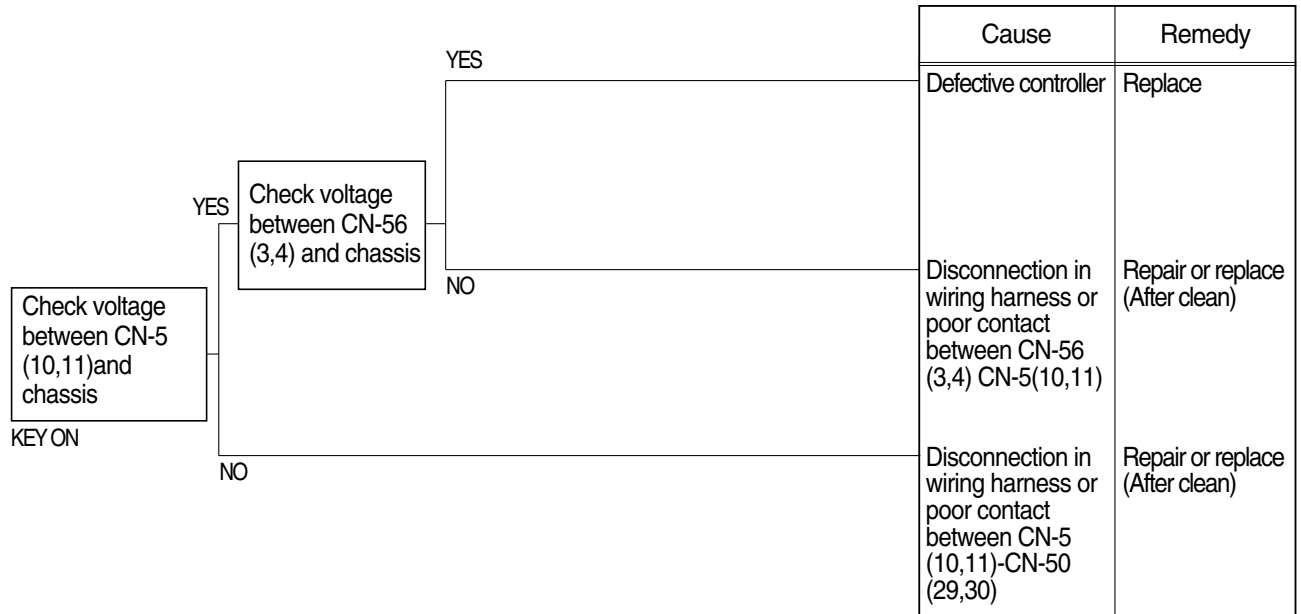 Cause
Remedy
YES
Defective controller
Replace
YES
Check voltage
between CN-56
(3,4) and chassis
NO
Disconnection in
wiring harness or
poor contact
between CN-56
(3,4) CN-5(10,11)
Repair or replace
(After clean)
Check voltage
between CN-5
(10,11)and
chassis
KEY ON
NO
Disconnection in
wiring harness or
poor contact
between CN-5
(10,11)-CN-50
(29,30)
Repair or replace
(After clean)